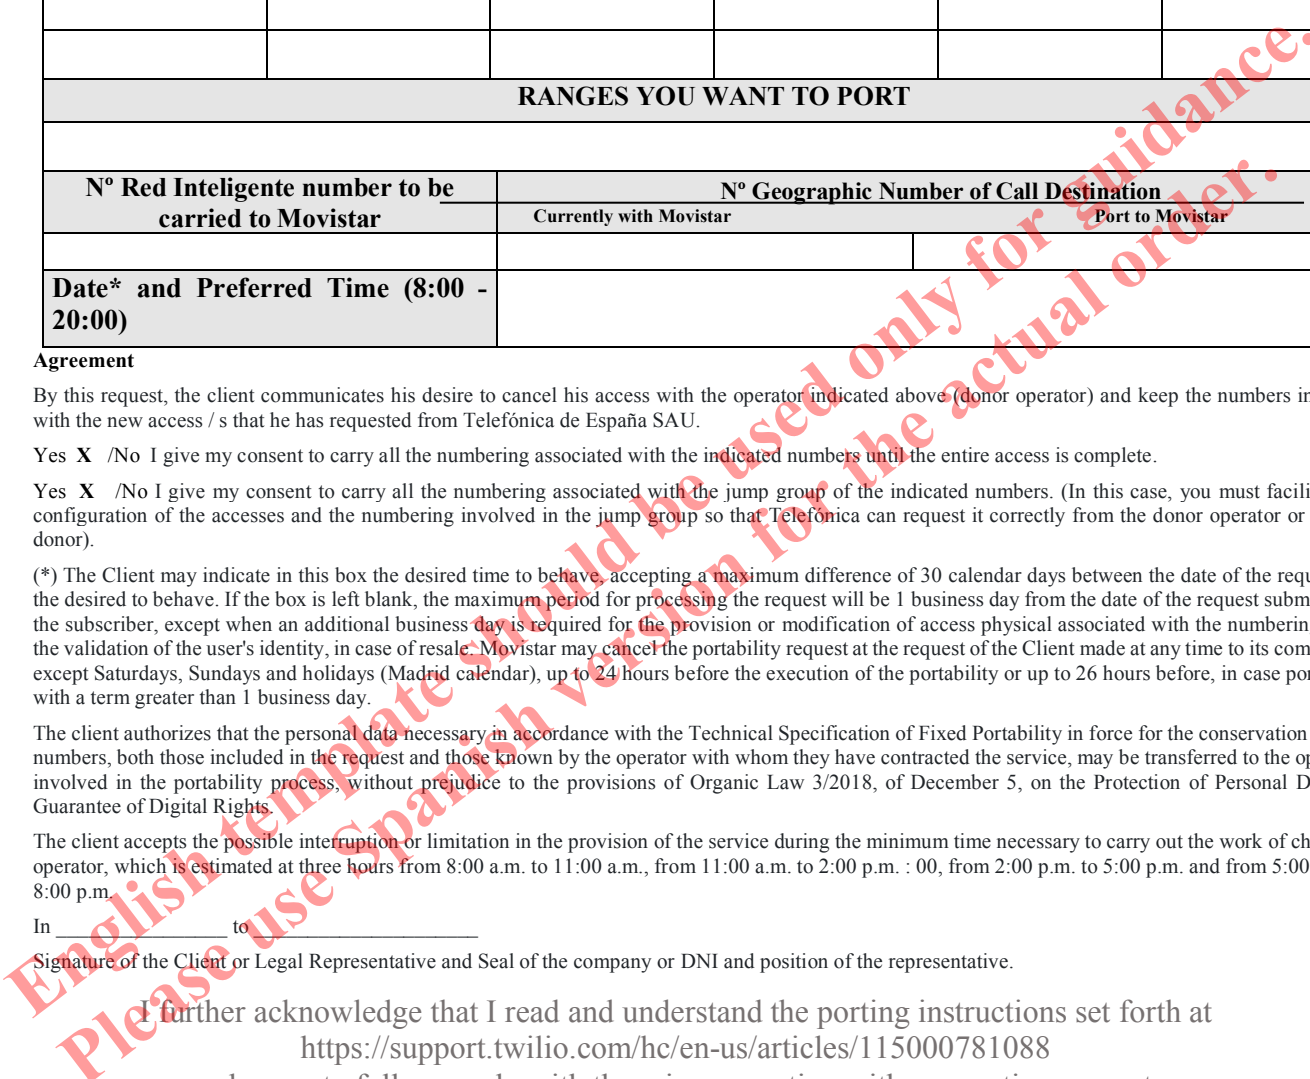 RANGES YOU WANT TO PORT
Nº Red Inteligente number to be
carried to Movistar
Nº Geographic Number of Call Destination
Currently with Movistar
Port to Movistar
Date* and Preferred Time (8:00 -
20:00)
Agreement
By this request, the client communicates his desire to cancel his access with the operator indicated above (donor operator) and keep the numbers in
with the new access / s that he has requested from Telefónica de España SAU.
Yes X /No I give my consent to carry all the numbering associated with the indicated numbers until the entire access is complete.
Yes X /No I give my consent to carry all the numbering associated with the jump group of the indicated numbers. (In this case, you must facili
configuration of the accesses and the numbering involved in the jump group so that Telefónica can request it correctly from the donor operator or
donor).
(*) The Client may indicate in this box the desired time to behave, accepting a maximum difference of 30 calendar days between the date of the requ
the desired to behave. If the box is left blank, the maximum period for processing the request will be 1 business day from the date of the request subm
the subscriber, except when an additional business day is required for the provision or modification of access physical associated with the numberin
the validation of the user's identity, in case of resale. Movistar may cancel the portability request at the request of the Client made at any time to its com
except Saturdays, Sundays and holidays (Madrid calendar), up to 24 hours before the execution of the portability or up to 26 hours before, in case por
with a term greater than 1 business day.
The client authorizes that the personal data necessary in accordance with the Technical Specification of Fixed Portability in force for the conservation
numbers, both those included in the request and those known by the operator with whom they have contracted the service, may be transferred to the op
involved in the portability process, without prejudice to the provisions of Organic Law 3/2018, of December 5, on the Protection of Personal D
Guarantee of Digital Rights.
The client accepts the possible interruption or limitation in the provision of the service during the minimum time necessary to carry out the work of ch
operator, which is estimated at three hours from 8:00 a.m. to 11:00 a.m., from 11:00 a.m. to 2:00 p.m. : 00, from 2:00 p.m. to 5:00 p.m. and from 5:00
8:00 p.m.
In ________________ to _____________________
Signature of the Client or Legal Representative and Seal of the company or DNI and position of the representative.
I further acknowledge that I read and understand the porting instructions set forth at
https://support.twilio.com/hc/en-us/articles/115000781088
English template should be used only for guidance.
Please use Spanish version for the actual order.